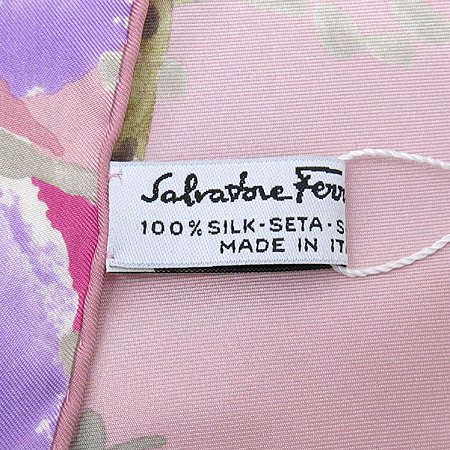 Salvatore Ferr
100% SILK-SETA-S
MADE IN IT